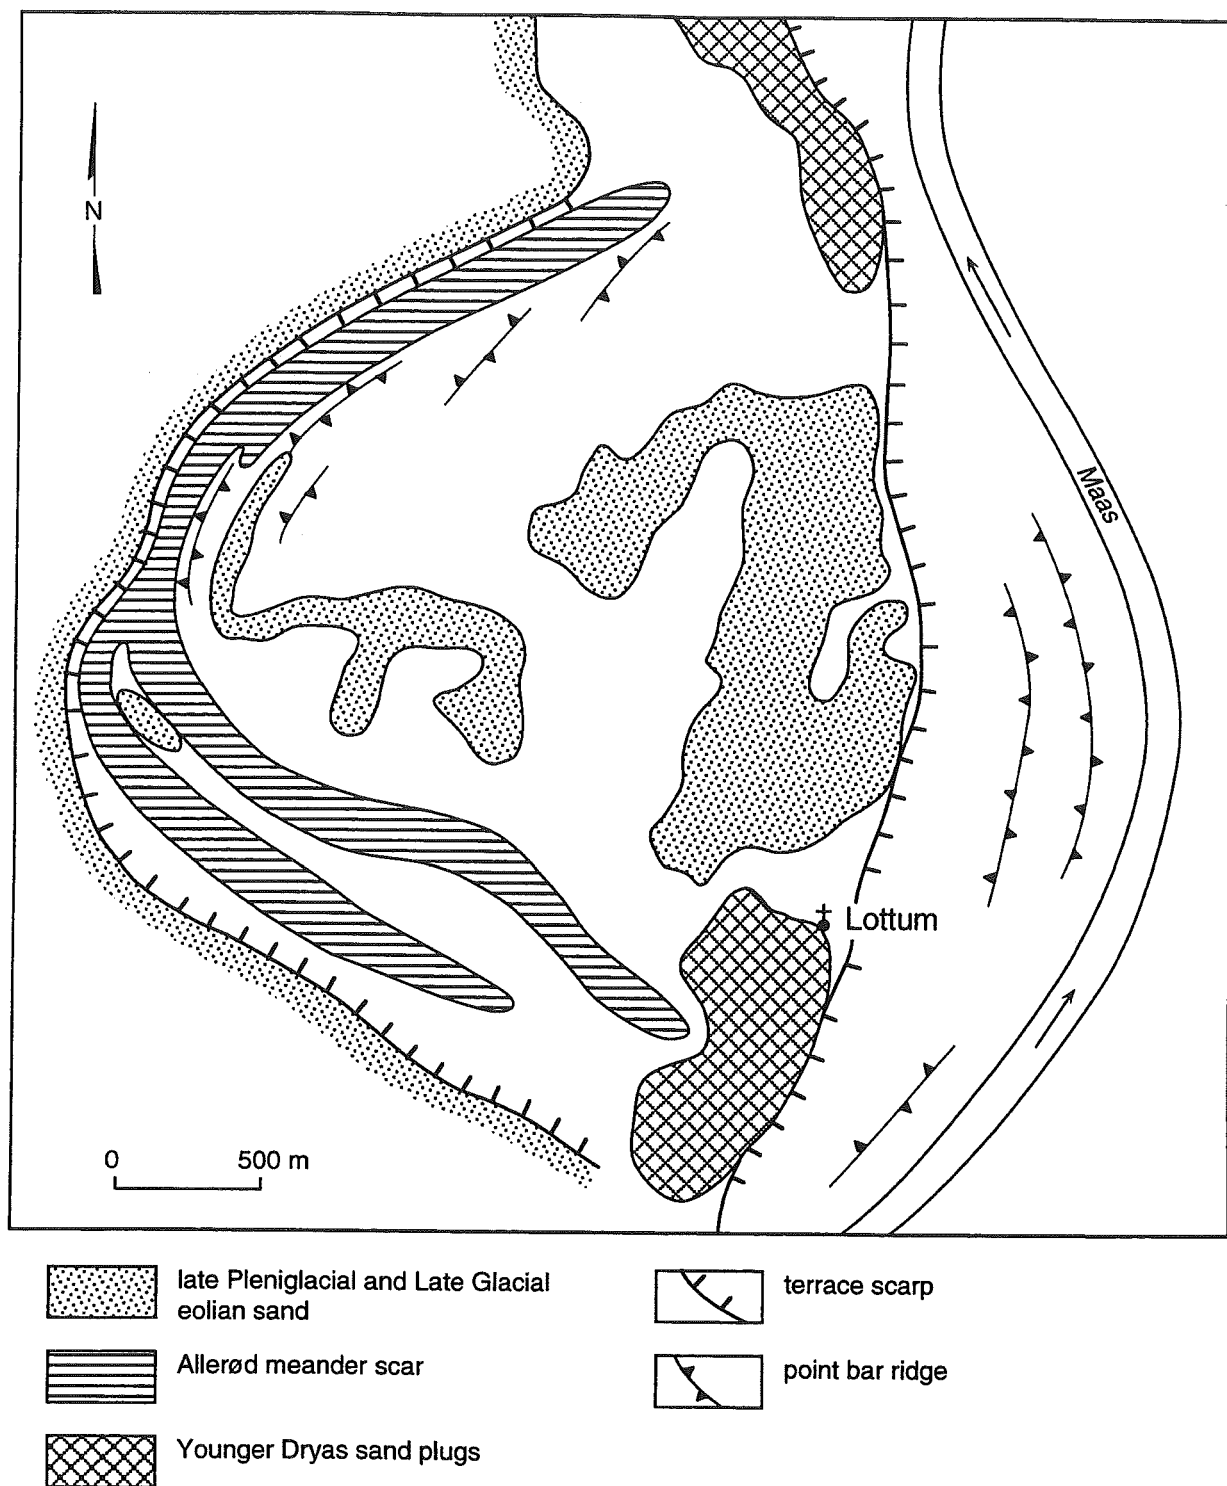 N
Maas
Lottum
0 500 m
late Pleniglacial and Late Glacial
eolian sand
Allerød meander scar
Younger Dryas sand plugs
terrace scarp
point bar ridge